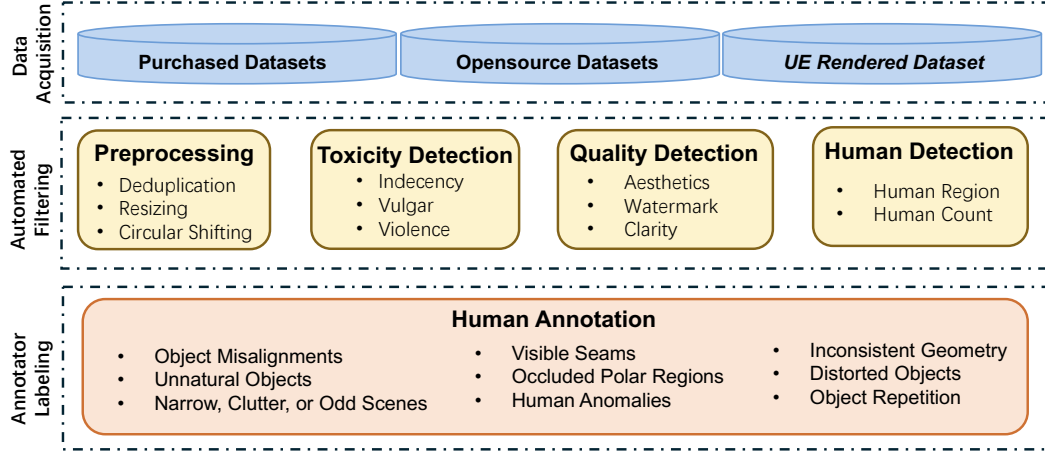 Data
Acquisition
Purchased Datasets
Opensource Datasets
UE Rendered Dataset
Automated
Filtering
Preprocessing
• Deduplication
• Resizing
• Circular Shifting
Toxicity Detection
• Indecency
• Vulgar
• Violence
Quality Detection
• Aesthetics
• Watermark
• Clarity
Human Detection
• Human Region
• Human Count
Annotator
Labeling
Human Annotation
• Object Misalignments
• Unnatural Objects
• Narrow, Clutter, or Odd Scenes
• Visible Seams
• Occluded Polar Regions
• Human Anomalies
• Inconsistent Geometry
• Distorted Objects
• Object Repetition